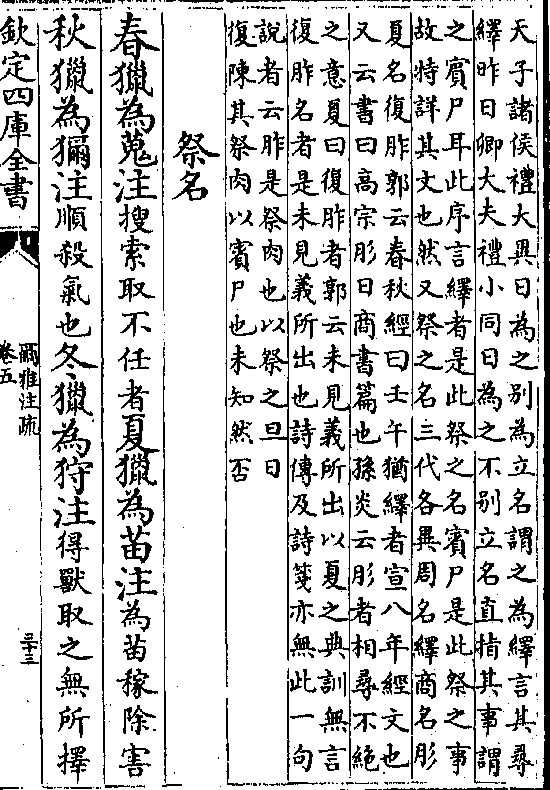 天子諸侯禮大異日為之别為立名謂之為繹言其尋
繹昨日卿大夫禮小同日為之不别立名直指其事謂
之賓尸耳此序言繹者是此祭之名賓尸是此祭之事
故特詳其文也然又祭之名三代各異周名繹商名肜
夏名復胙郭云春秋經曰壬午猶繹者宣八年經文也
又云書曰高宗肜日商書篇也孫炎云肜者相尋不絶
之意夏曰復胙者郭云未見義所出以夏之典訓無言
復胙名者是未見義所出也詩傳及詩箋亦無此一句
說者云胙是祭肉也以祭之旦日
復陳其祭肉以賓尸也未知然否
祭名
春獵為蒐注搜索取不任者夏獵為苗注為苗稼除害
秋獵為獮注順殺氣也冬獵為狩注得獸取之無所擇
欽定四庫全書
爾雅注疏
卷五
三十三